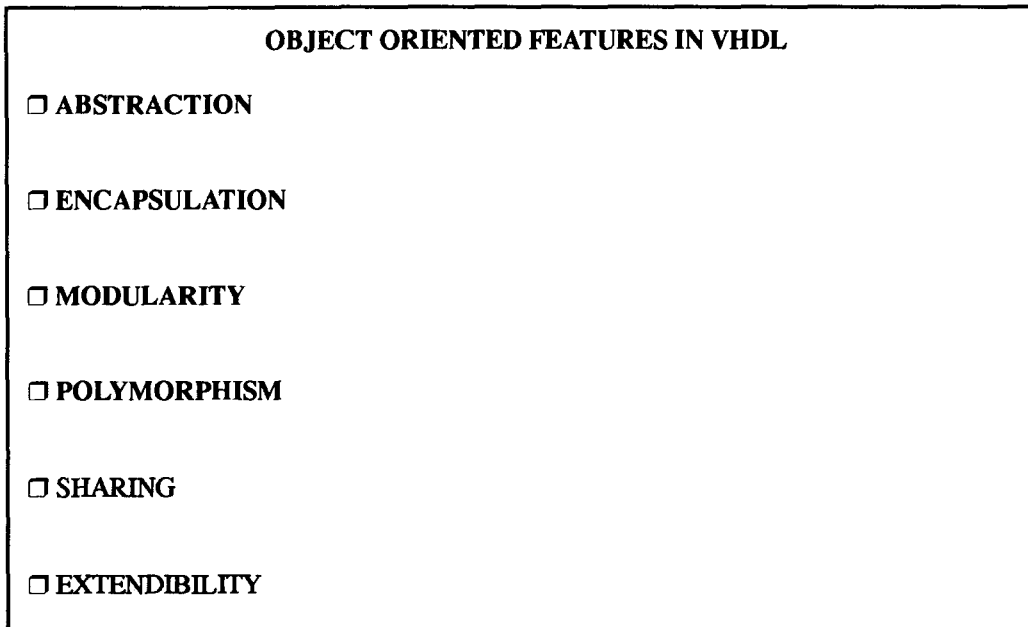 OBJECT ORIENTED FEATURES IN VHDL
❐ ABSTRACTION
❐ ENCAPSULATION
❐ MODULARITY
❐ POLYMORPHISM
❐ SHARING
❐ EXTENDIBILITY